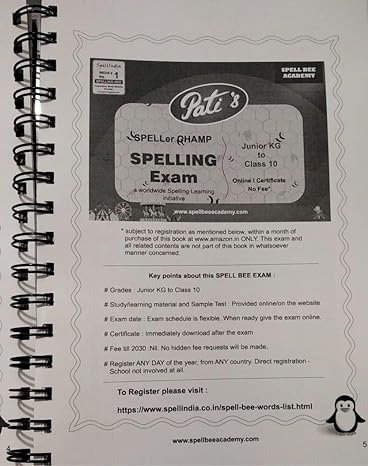 SpellIndia
INDIA's No. 1
SPELLING BEE
SPELL BEE
ACADEMY
Pati's
SPELLer CHAMP
SPELLING
Exam
a worldwide Spelling Learning
initiative
Junior KG
to
Class 10
Online I Certificate
No Fee*
www.spellbeeacademy.com
* subject to registration as mentioned below, within a month of
purchase of this book at www.amazon.in ONLY. This exam and
all related contents are not part of this book in whatsoever
manner concerned.
Key points about this SPELL BEE EXAM :
# Grades : Junior KG to Class 10
# Study/learning material and Sample Test : Provided online/on the website
# Exam date : Exam schedule is flexible. When ready give the exam online.
# Certificate : Immediately download after the exam
# Fee till 2030 :Nil. No hidden fee requests will be made.
# Register ANY DAY of the year, from ANY country. Direct registration -
School not involved at all.
To Register please visit :
https://www.spellindia.co.in/spell-bee-words-list.html
www.spellbeeacademy.com
4
5